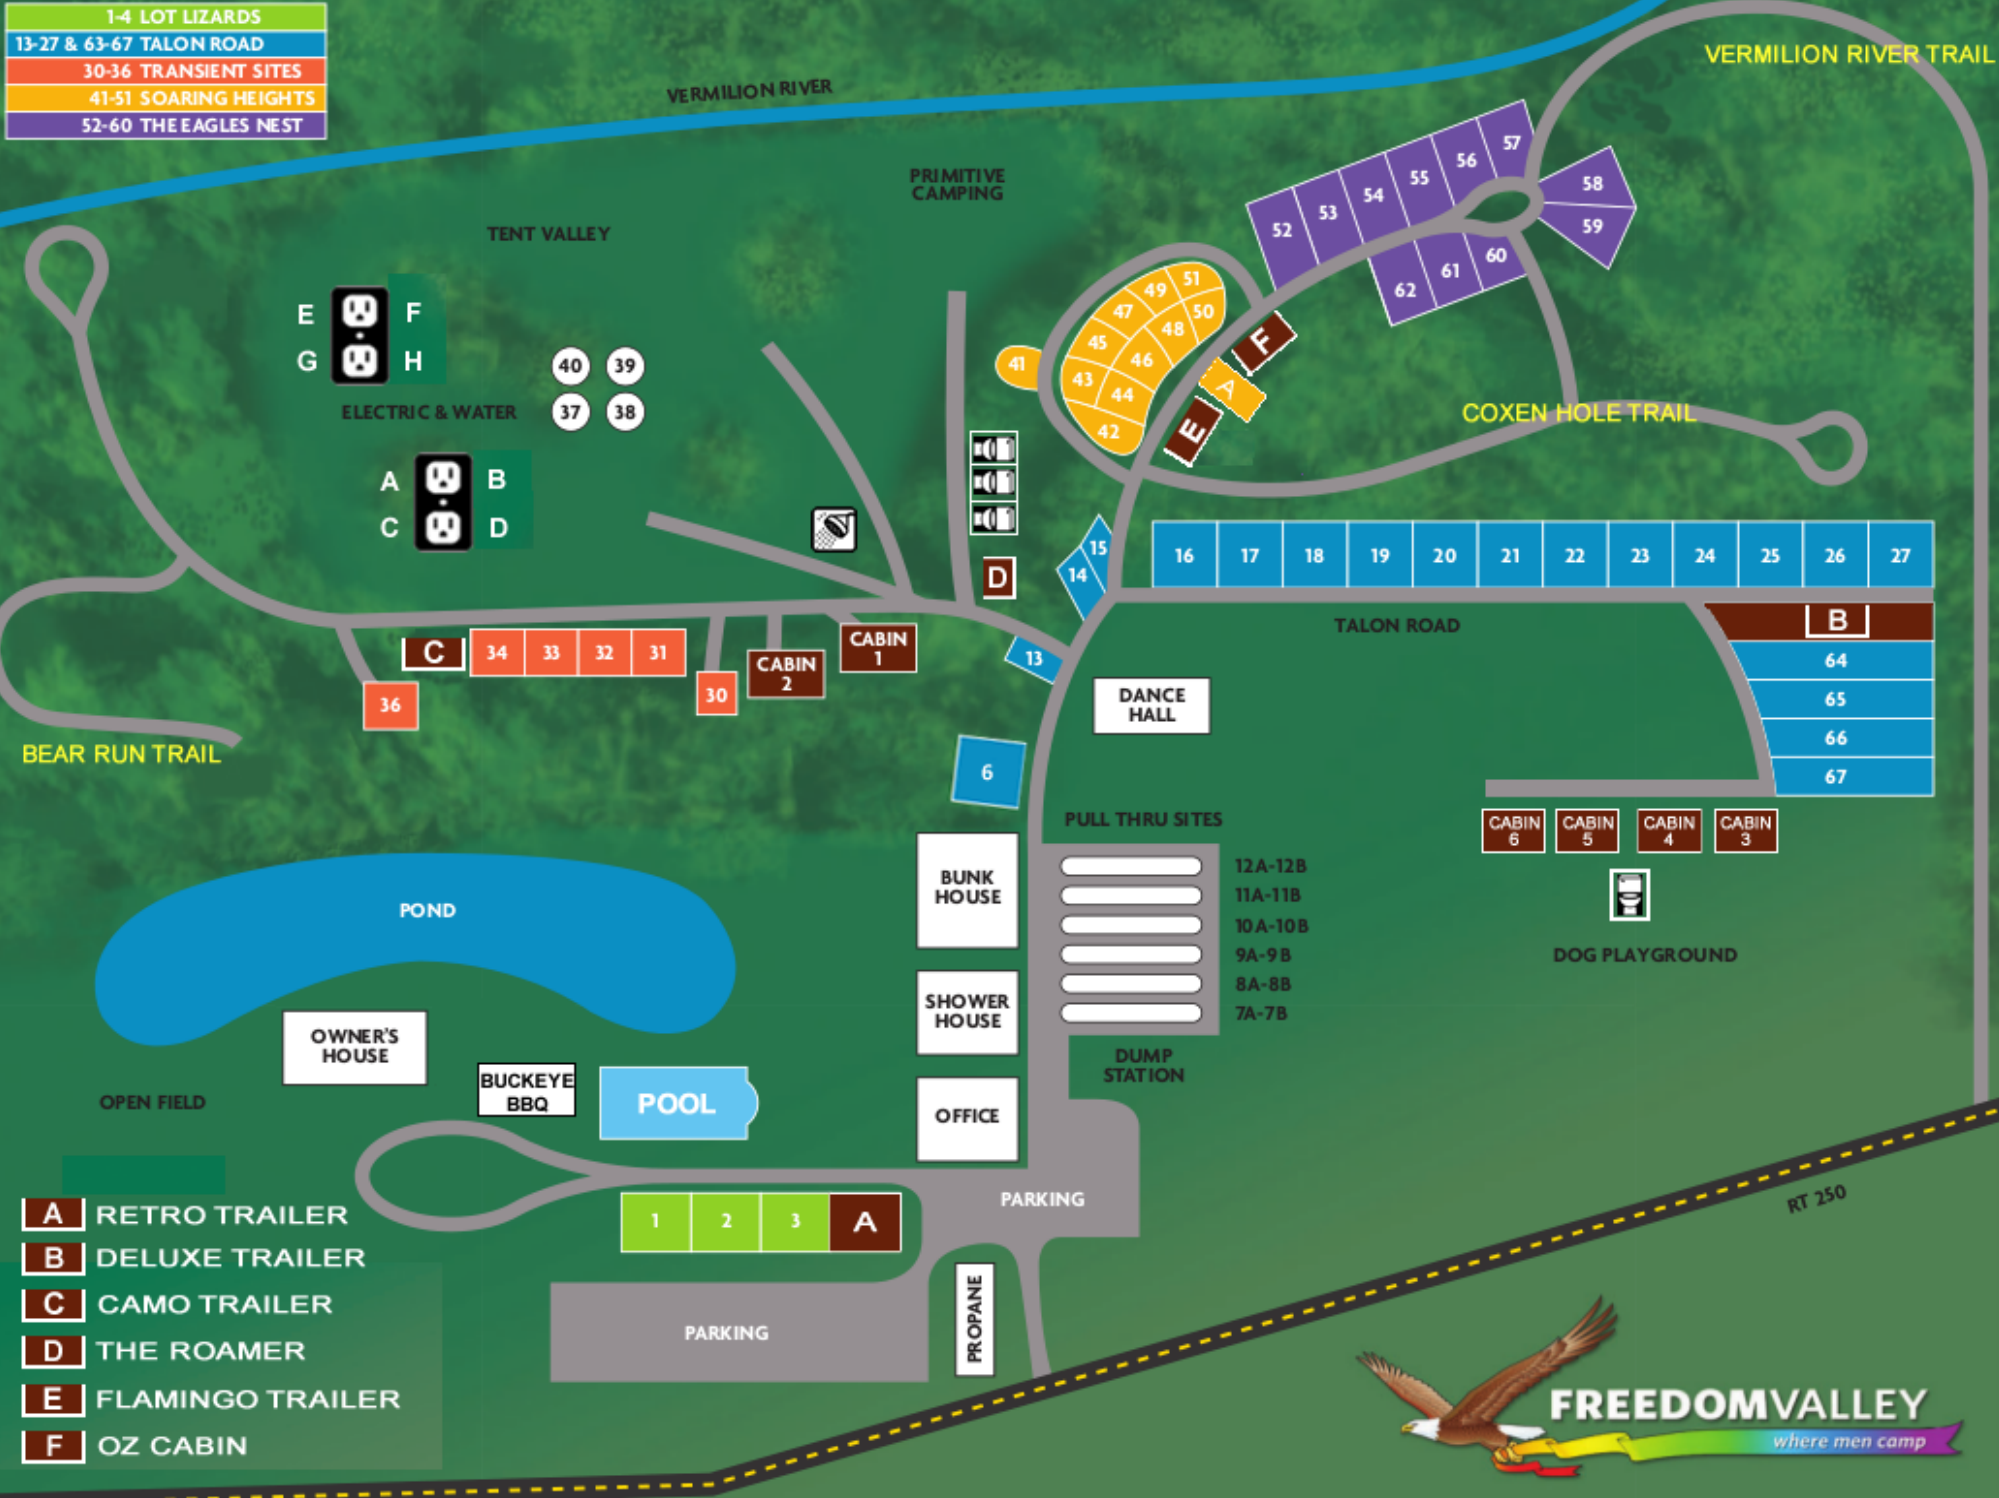 1-4 LOT LIZARDS
13-27 & 63-67 TALON ROAD
30-36 TRANSIENT SITES
41-51 SOARING HEIGHTS
52-60 THE EAGLES NEST
VERMILION RIVER
VERMILION RIVER TRAIL
PRIMITIVE
CAMPING
TENT VALLEY
57
56
55
54
53
52
58
59
60
61
62
51
49
50
47
48
45
46
43
44
42
41
F
A
E
COXEN HOLE TRAIL
E
F
G
H
ELECTRIC & WATER
40
39
37
38
A
B
C
D
D
15
14
13
16
17
18
19
20
21
22
23
24
25
26
27
TALON ROAD
B
64
65
66
67
C
34
33
32
31
36
30
CABIN
2
CABIN
1
BEAR RUN TRAIL
DANCE
HALL
6
PULL THRU SITES
12A-12B
11A-11B
10A-10B
9A-9B
8A-8B
7A-7B
CABIN
6
CABIN
5
CABIN
4
CABIN
3
DOG PLAYGROUND
BUNK
HOUSE
SHOWER
HOUSE
OFFICE
DUMP
STATION
POND
OWNER'S
HOUSE
BUCKEYE
BBQ
POOL
OPEN FIELD
1
2
3
A
PARKING
PARKING
PROPANE
RT 250
A RETRO TRAILER
B DELUXE TRAILER
C CAMO TRAILER
D THE ROAMER
E FLAMINGO TRAILER
F OZ CABIN
FREEDOMVALLEY
where men camp